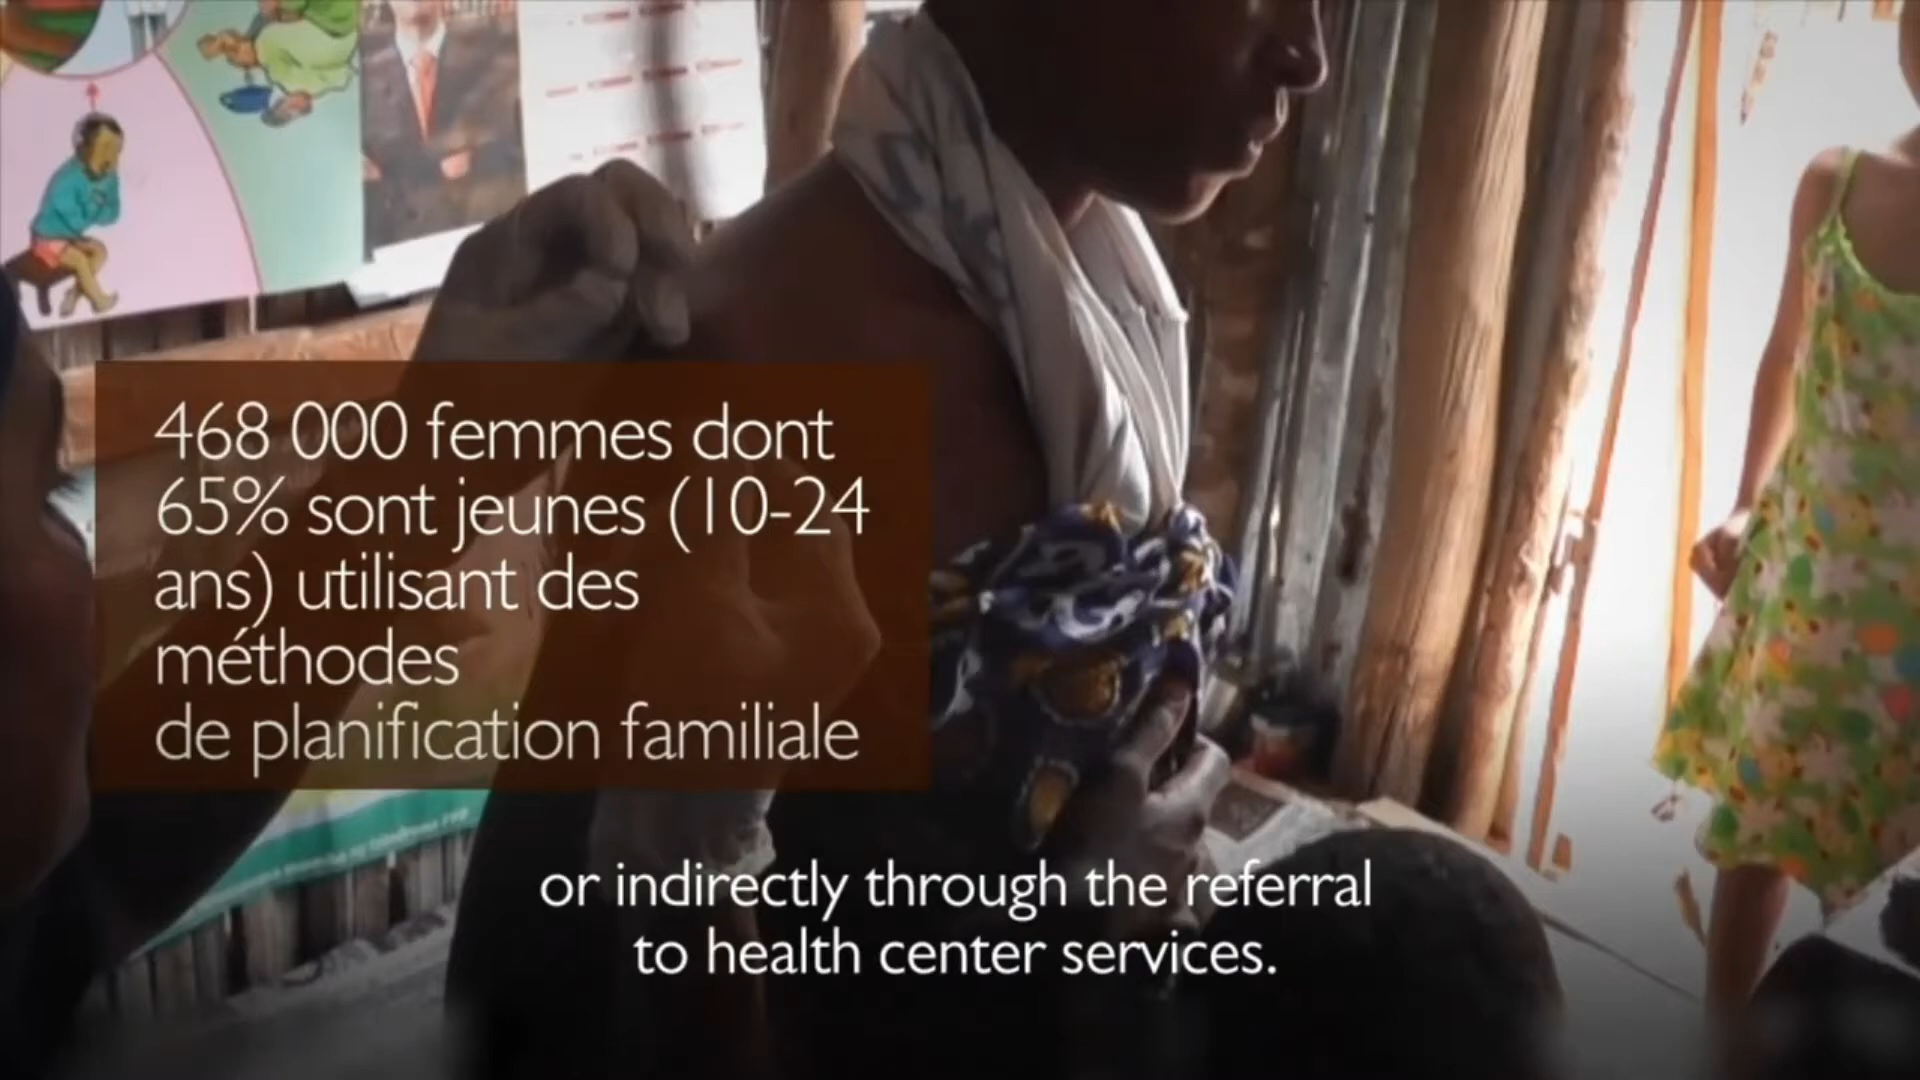 468 000 femmes dont
65% sont jeunes (10-24
ans) utilisant des
méthodes
de planification familiale
or indirectly through the referral
to health center services.